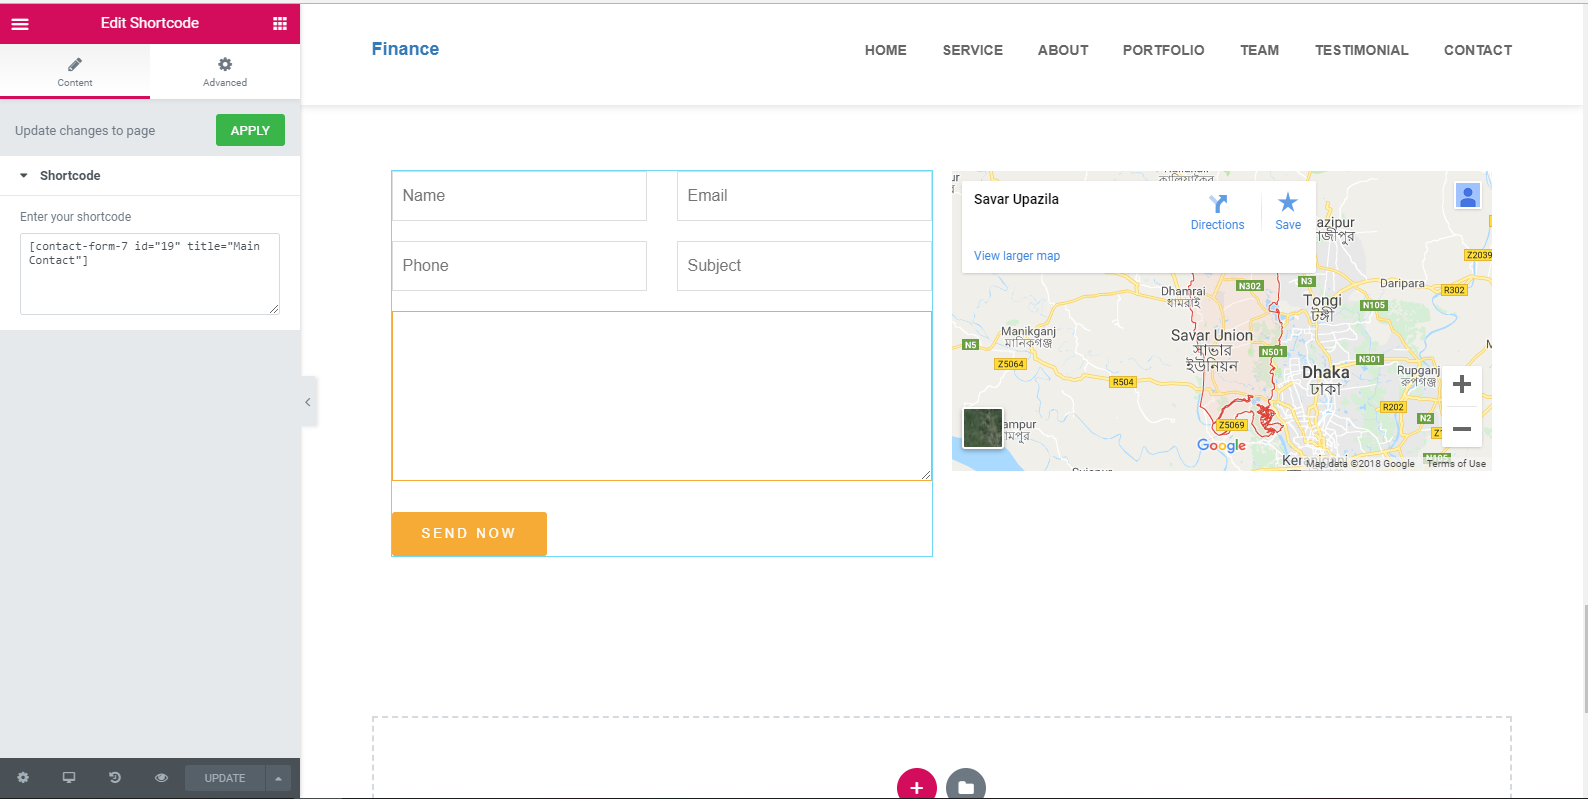 Edit Shortcode
Content
Advanced
Update changes to page
APPLY
Shortcode
Enter your shortcode
[contact-form-7 id="19" title="Main
Contact"]
UPDATE
Finance
HOME
SERVICE
ABOUT
PORTFOLIO
TEAM
TESTIMONIAL
CONTACT
Name
Email
Phone
Subject
SEND NOW
Savar Upazila
Directions
Save
View larger map
azipur
Z2039
N302
N3
Daripara
R302
Dhamrai
ধামরাই
Tongi
টঙ্গী
N105
Manikganj
মানিকগঞ্জ
Savar Union
সাভার
ইউনিয়ন
N5
N501
N301
Z5064
R504
Dhaka
ঢাকা
Rupganj
রূপগঞ্জ
R202
N2
Z5069
ampur
Google
Map data ©2018 Google
Terms of Use